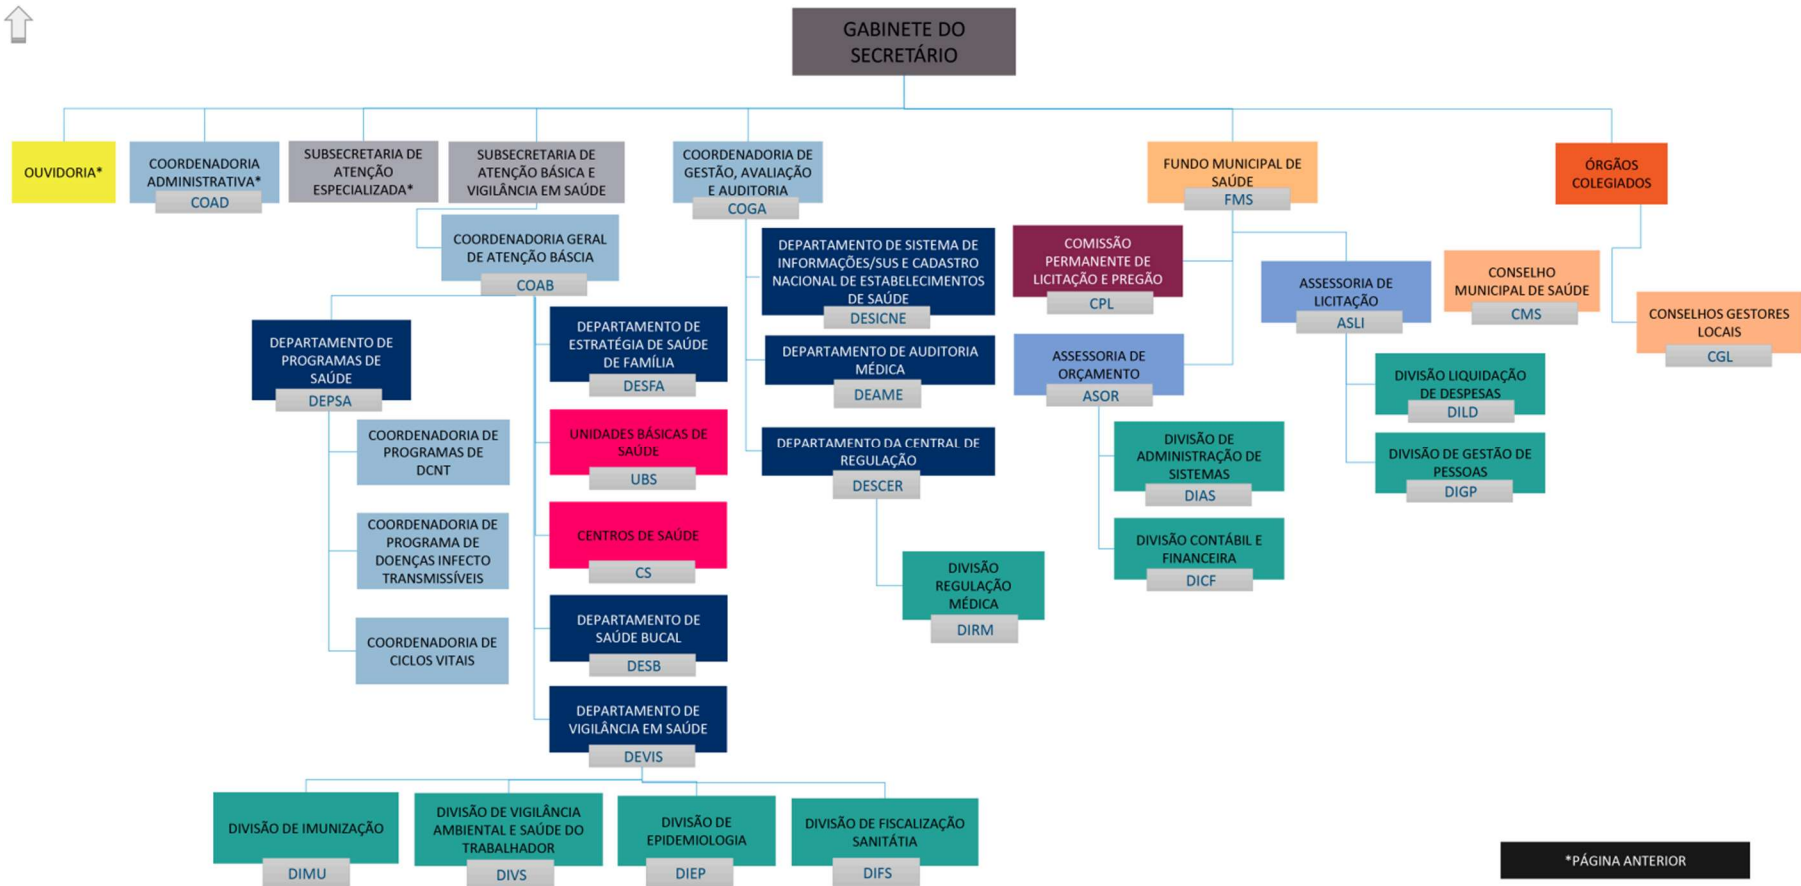 GABINETE DO
SECRETÁRIO
OUVIDORIA*
COORDENADORIA
ADMINISTRATIVA*
COAD
SUBSECRETARIA DE
ATENÇÃO
ESPECIALIZADA*
SUBSECRETARIA DE
ATENÇÃO BÁSICA E
VIGILÂNCIA EM SAÚDE
COORDENADORIA DE
GESTÃO, AVALIAÇÃO
E AUDITORIA
COGA
FUNDO MUNICIPAL DE
SAÚDE
FMS
ÓRGÃOS
COLEGIADOS
COORDENADORIA GERAL
DE ATENÇÃO BÁSCIA
COAB
DEPARTAMENTO DE
PROGRAMAS DE
SAÚDE
DEPSA
COORDENADORIA DE
PROGRAMAS DE
DCNT
COORDENADORIA DE
PROGRAMA DE
DOENÇAS INFECTO
TRANSMISSÍVEIS
COORDENADORIA DE
CICLOS VITAIS
DEPARTAMENTO DE
ESTRATÉGIA DE SAÚDE
DE FAMÍLIA
DESFA
UNIDADES BÁSICAS DE
SAÚDE
UBS
CENTROS DE SAÚDE
CS
DEPARTAMENTO DE
SAÚDE BUCAL
DESB
DEPARTAMENTO DE
VIGILÂNCIA EM SAÚDE
DEVIS
DIVISÃO DE IMUNIZAÇÃO
DIMU
DIVISÃO DE VIGILÂNCIA
AMBIENTAL E SAÚDE DO
TRABALHADOR
DIVS
DIVISÃO DE
EPIDEMIOLOGIA
DIEP
DIVISÃO DE FISCALIZAÇÃO
SANITÁTIA
DIFS
DEPARTAMENTO DE SISTEMA DE
INFORMAÇÕES/SUS E CADASTRO
NACIONAL DE ESTABELECIMENTOS
DE SAÚDE
DESICNE
DEPARTAMENTO DE AUDITORIA
MÉDICA
DEAME
DEPARTAMENTO DA CENTRAL DE
REGULAÇÃO
DESCER
DIVISÃO
REGULAÇÃO
MÉDICA
DIRM
COMISSÃO
PERMANENTE DE
LICITAÇÃO E PREGÃO
CPL
ASSESSORIA DE
ORÇAMENTO
ASOR
DIVISÃO DE
ADMINISTRAÇÃO DE
SISTEMAS
DIAS
DIVISÃO CONTÁBIL E
FINANCEIRA
DICF
ASSESSORIA DE
LICITAÇÃO
ASLI
DIVISÃO LIQUIDAÇÃO
DE DESPESAS
DILD
DIVISÃO DE GESTÃO DE
PESSOAS
DIGP
CONSELHO
MUNICIPAL DE SAÚDE
CMS
CONSELHOS GESTORES
LOCAIS
CGL
*PÁGINA ANTERIOR